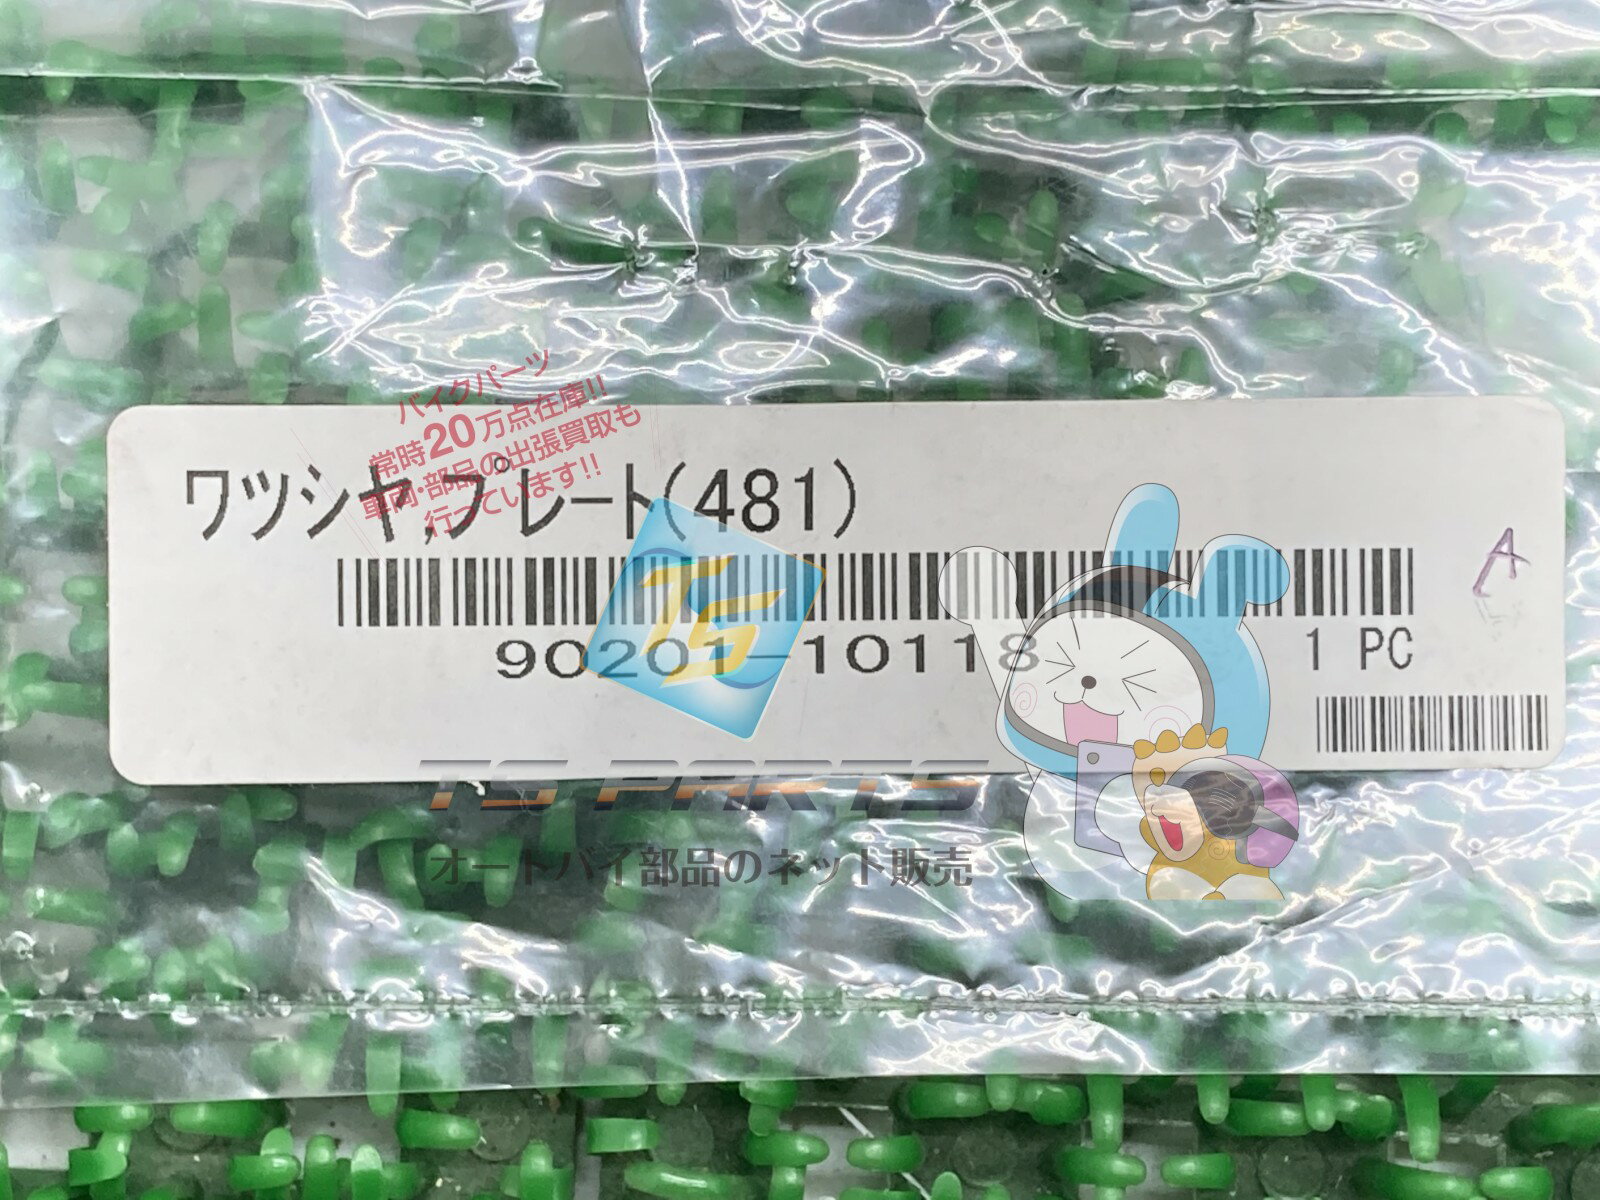 バイクパーツ
常時20万点在庫!!
車両・部品の出張買取も
行っています!!
ワツシヤ,プレート(481)
A
TS
90201-10118 1 PC
TS PARTS
オートバイ部品のネット販売